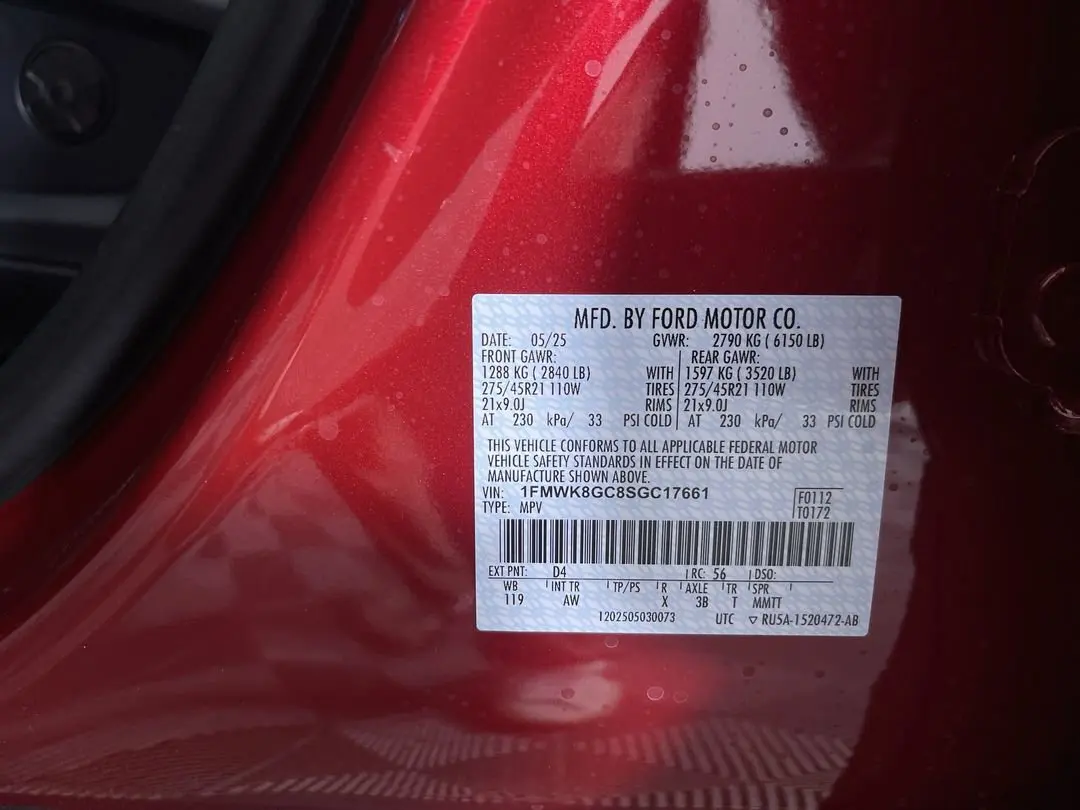 MFD. BY FORD MOTOR CO.
DATE: 05/25 GVWR: 2790 KG ( 6150 LB)
FRONT GAWR: REAR GAWR:
1288 KG ( 2840 LB) WITH 1597 KG ( 3520 LB) WITH
275/45R21 110W TIRES 275/45R21 110W TIRES
21x9.0J RIMS 21x9.0J RIMS
AT 230 kPa/ 33 PSI COLD AT 230 kPa/ 33 PSI COLD
THIS VEHICLE CONFORMS TO ALL APPLICABLE FEDERAL MOTOR
VEHICLE SAFETY STANDARDS IN EFFECT ON THE DATE OF
MANUFACTURE SHOWN ABOVE.
VIN: 1FMWK8GC8SGC17661 F0112
TYPE: MPV T0172
EXT PNT: D4 RC: 56 DSO:
WB INT TR TP/PS R AXLE TR SPR
119 AW X 3B T MMTT
1202505030073 UTC ▽ RU5A-1520472-AB